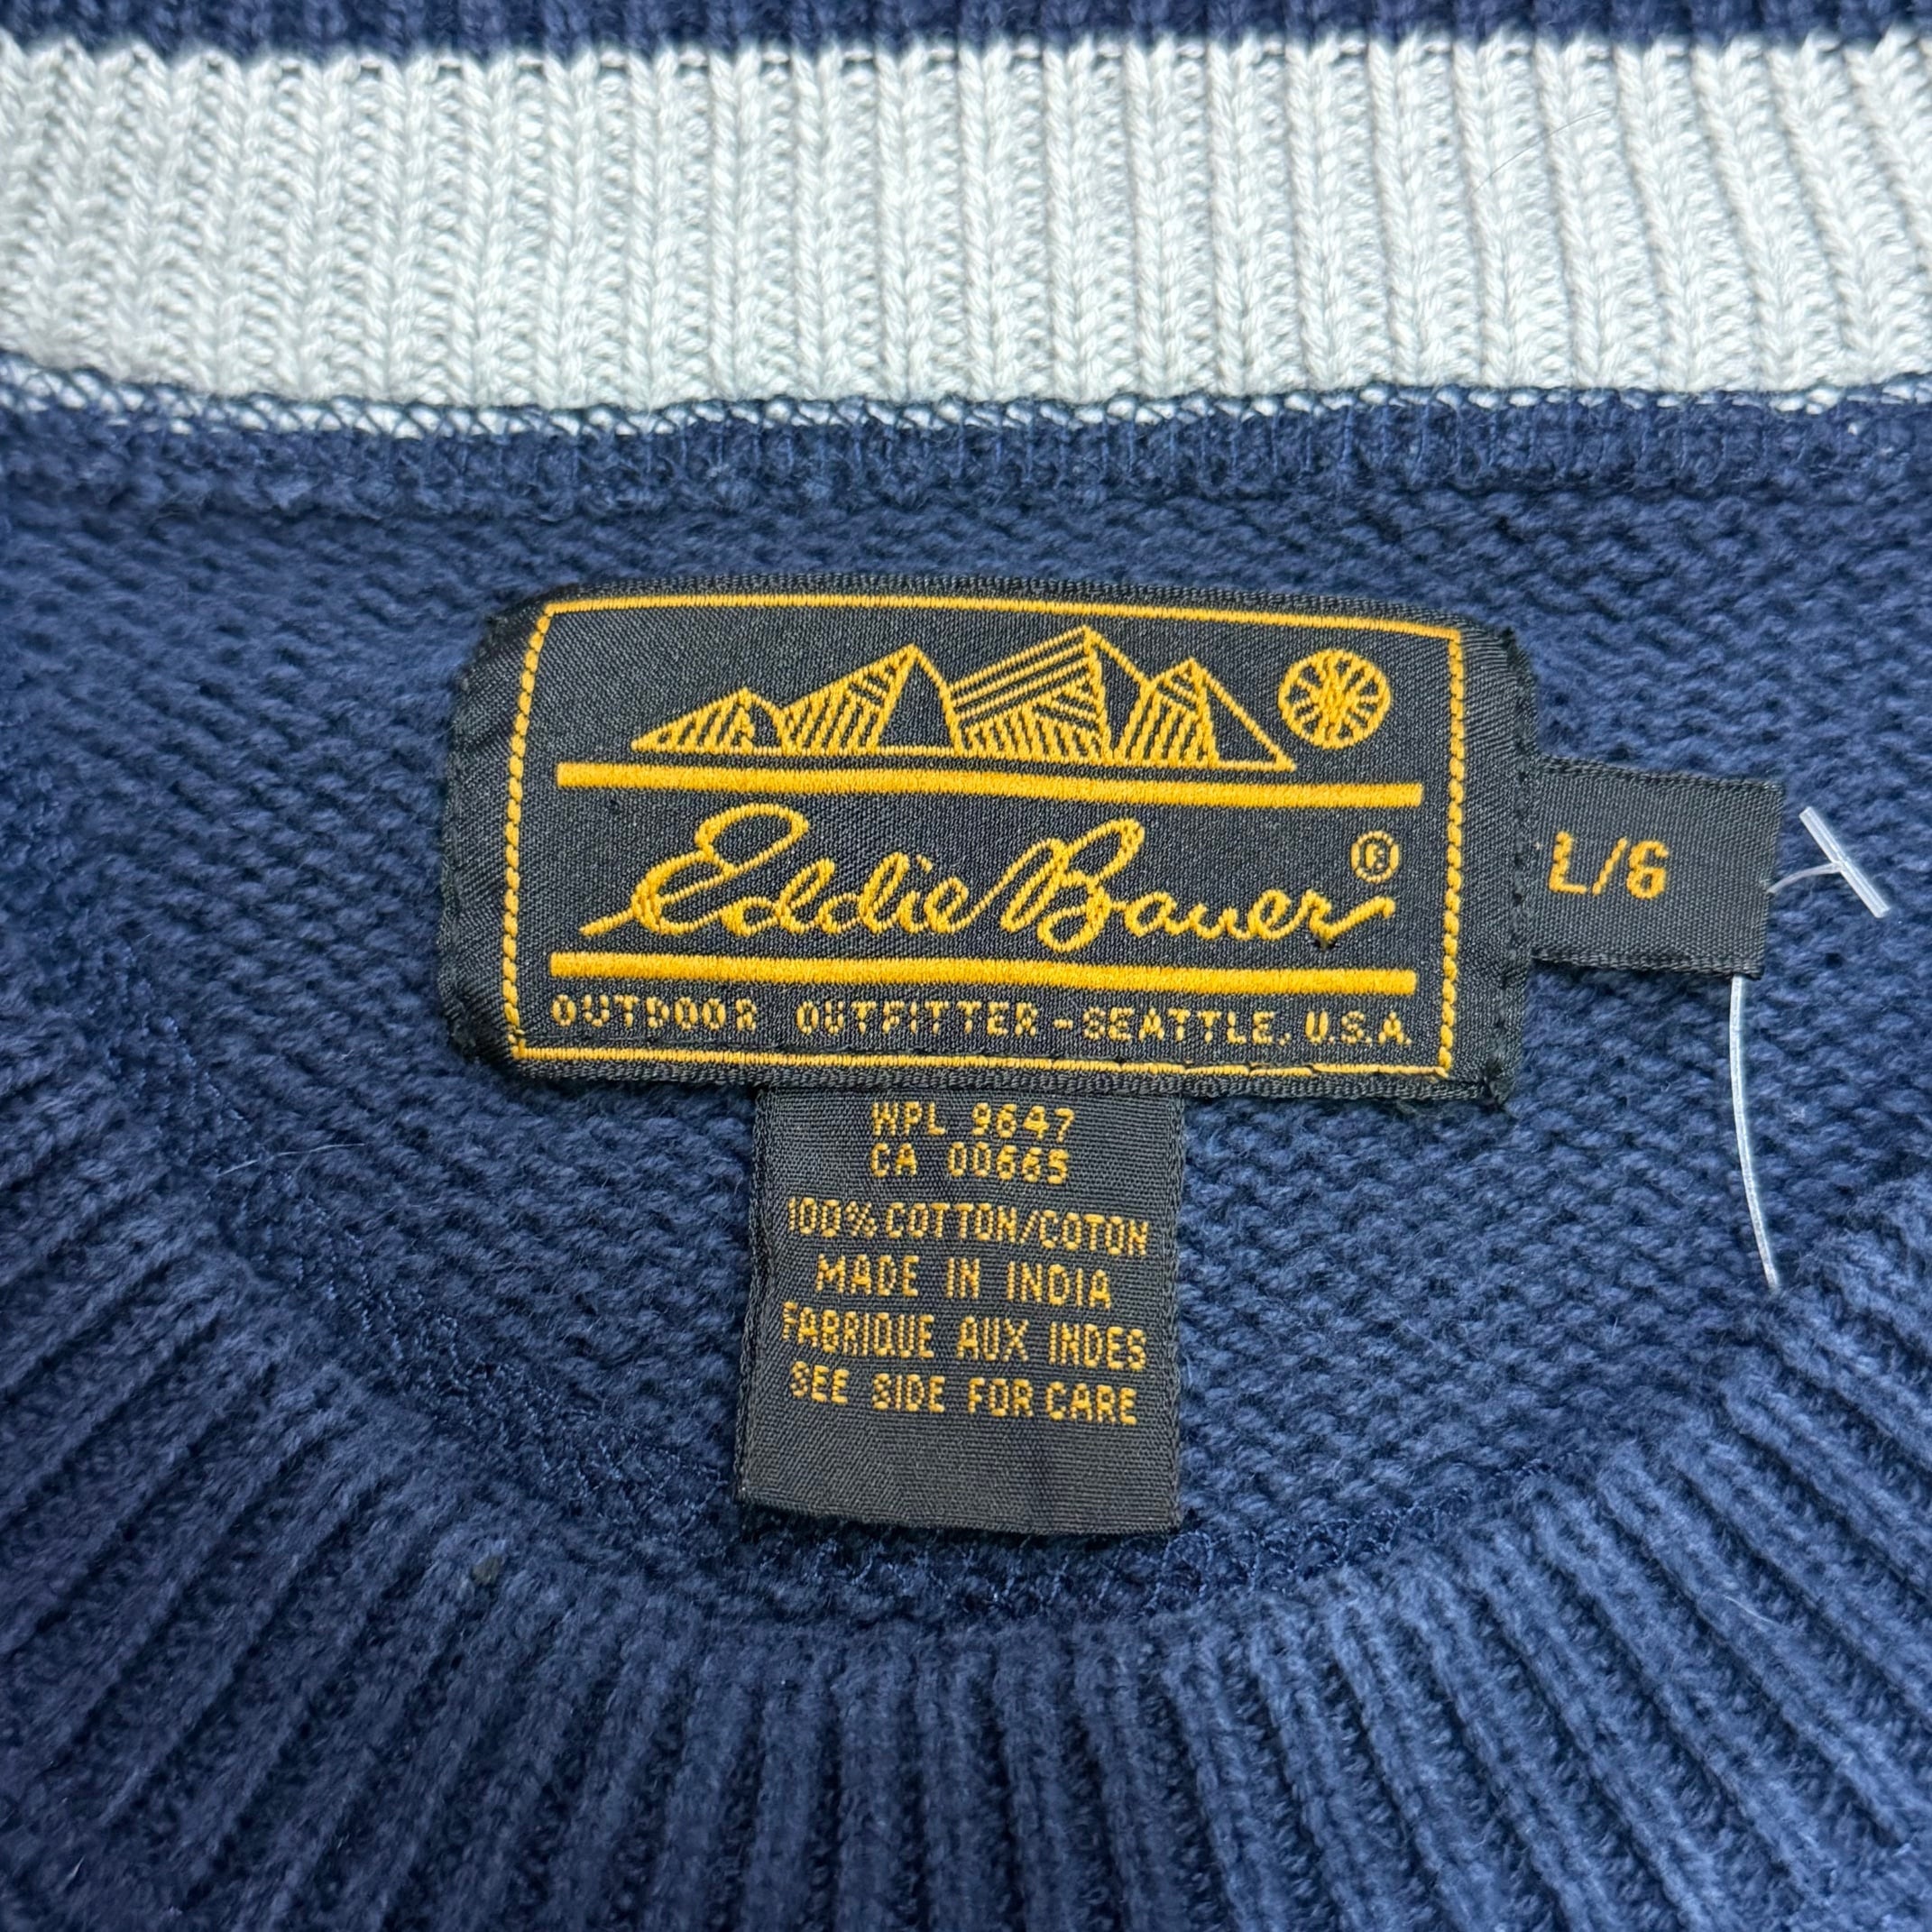 Eddie Bauer®
OUTDOOR OUTFITTER - SEATTLE, U.S.A.
L/G
WPL 9647
CA 00665
100% COTTON/COTON
MADE IN INDIA
FABRIQUE AUX INDES
SEE SIDE FOR CARE